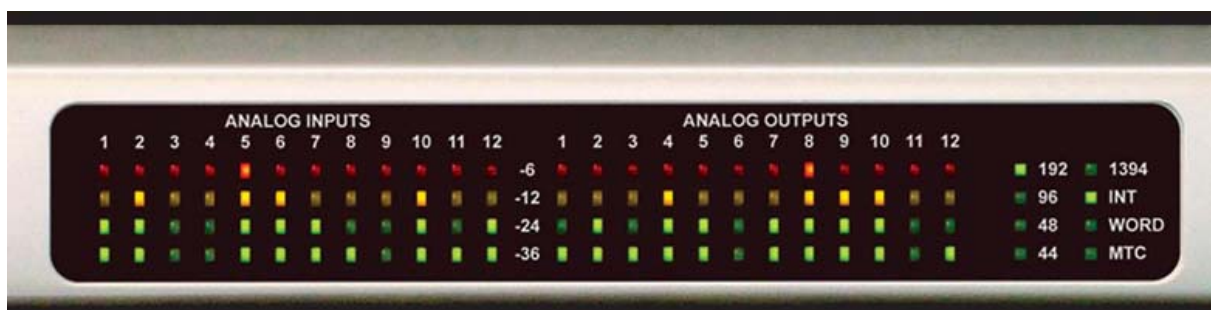 ANALOG INPUTS ANALOG OUTPUTS
1 2 3 4 5 6 7 8 9 10 11 12 1 2 3 4 5 6 7 8 9 10 11 12
-6 192 1394
-12 96 INT
-24 48 WORD
-36 44 MTC